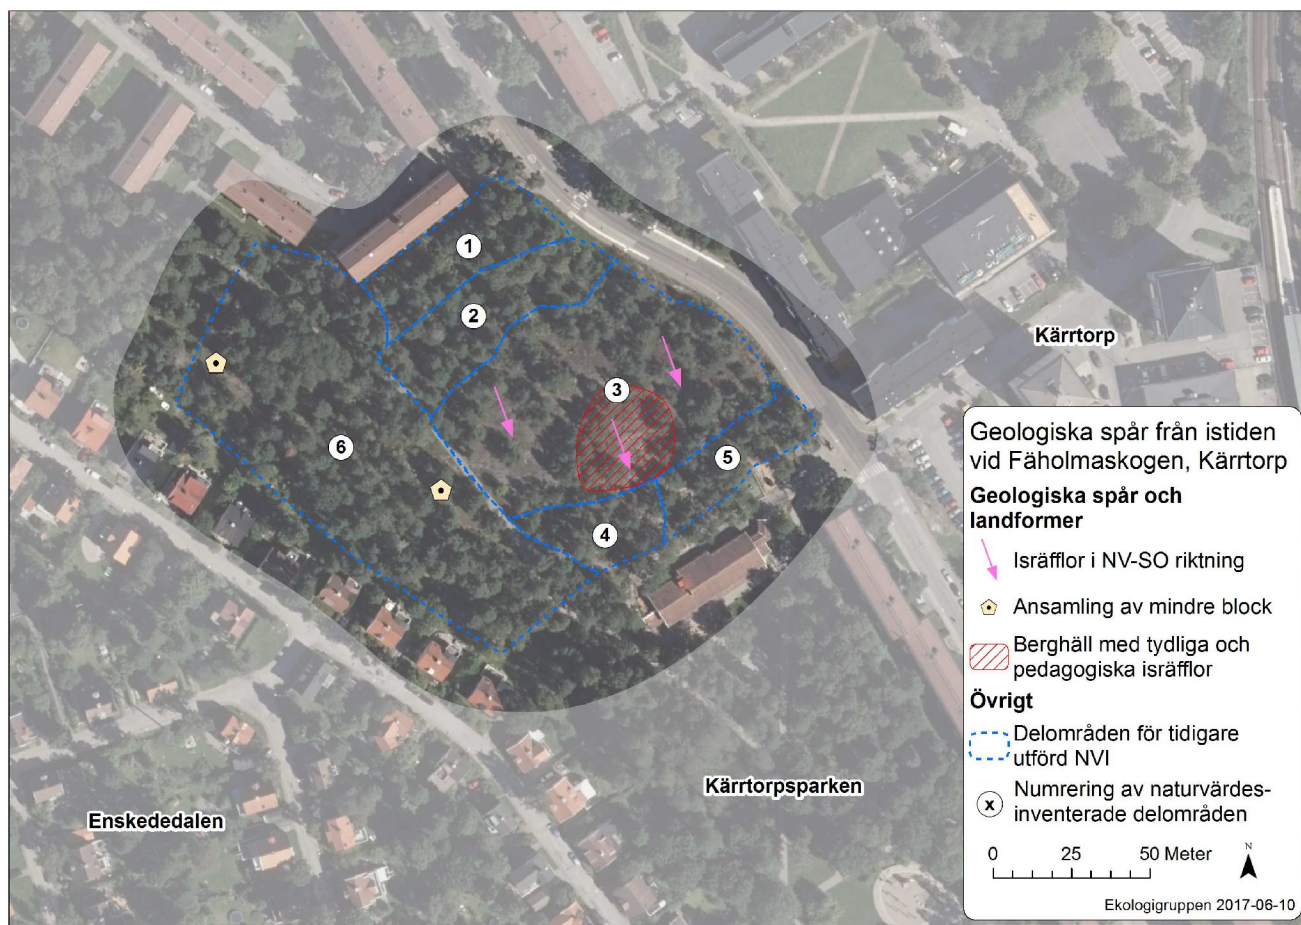 1
2
Kärrtorp
3
6
5
4
Kärrtorpsparken
Enskededalen
Geologiska spår från istiden
vid Fäholmaskogen, Kärrtorp
Geologiska spår och
landformer
Isräfflor i NV-SO riktning
Ansamling av mindre block
Berghäll med tydliga och
pedagogiska isräfflor
Övrigt
Delområden för tidigare
utförd NVI
x
Numrering av naturvärdes-
inventerade delområden
0 25 50 Meter
N
Ekologigruppen 2017-06-10